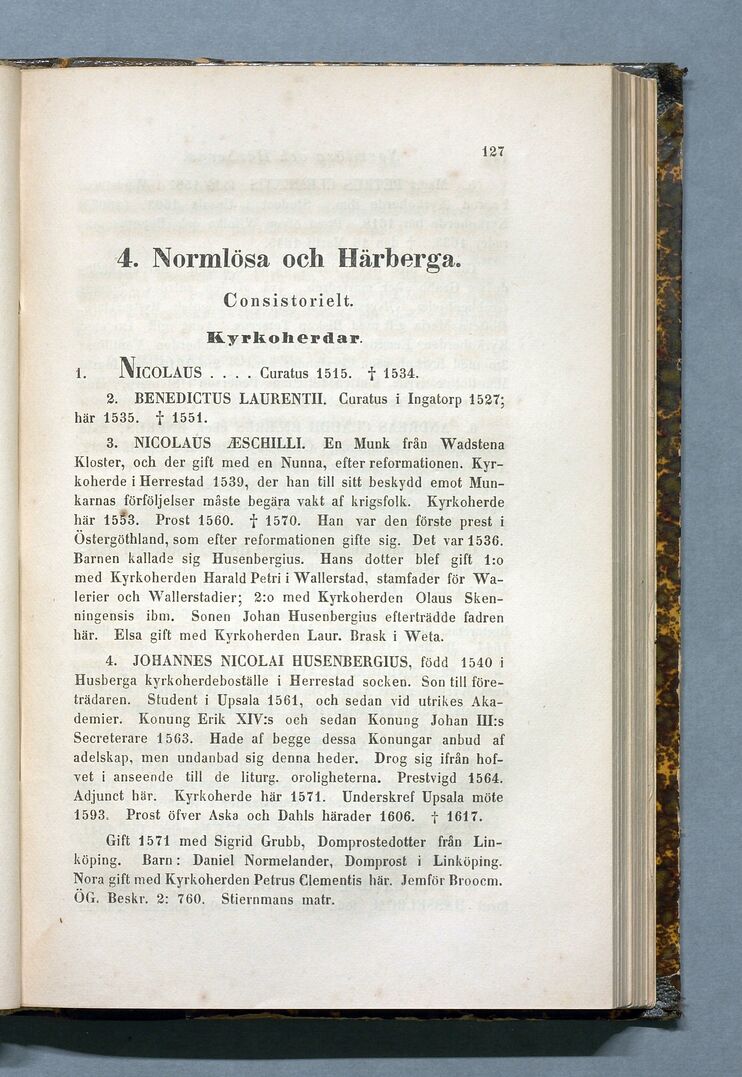 127
4. Normlösa och Härberga.
Consistorielt.
Kyrkoherdar.
1. NICOLAUS . . . . Curatus 1515. † 1534.
2. BENEDICTUS LAURENTII. Curatus i Ingatorp 1527;
här 1535. † 1551.
3. NICOLAUS ÆSCHILLI. En Munk från Wadstena
Kloster, och der gift med en Nunna, efter reformationen. Kyr-
koherde i Herrestad 1539, der han till sitt beskydd emot Mun-
karnas förföljelser måste begära vakt af krigsfolk. Kyrkoherde
här 1553. Prost 1560. † 1570. Han var den förste prest i
Östergöthland, som efter reformationen gifte sig. Det var 1536.
Barnen kallade sig Husenbergius. Hans dotter blef gift 1:o
med Kyrkoherden Harald Petri i Wallerstad, stamfader för Wa-
lerier och Wallerstadier; 2:o med Kyrkoherden Olaus Sken-
ningensis ibm. Sonen Johan Husenbergius efterträdde fadren
här. Elsa gift med Kyrkoherden Laur. Brask i Weta.
4. JOHANNES NICOLAI HUSENBERGIUS, född 1540 i
Husberga kyrkoherdeboställe i Herrestad socken. Son till före-
trädaren. Student i Upsala 1561, och sedan vid utrikes Aka-
demier. Konung Erik XIV:s och sedan Konung Johan III:s
Secreterare 1563. Hade af begge dessa Konungar anbud af
adelskap, men undanbad sig denna heder. Drog sig ifrån hof-
vet i anseende till de liturg. oroligheterna. Prestvigd 1564.
Adjunct här. Kyrkoherde här 1571. Underskref Upsala möte
1593. Prost öfver Aska och Dahls härader 1606. † 1617.
Gift 1571 med Sigrid Grubb, Domprostedotter från Lin-
köping. Barn: Daniel Normelander, Domprost i Linköping.
Nora gift med Kyrkoherden Petrus Clementis här. Jemför Broocm.
ÖG. Beskr. 2: 760. Stiernmans matr.